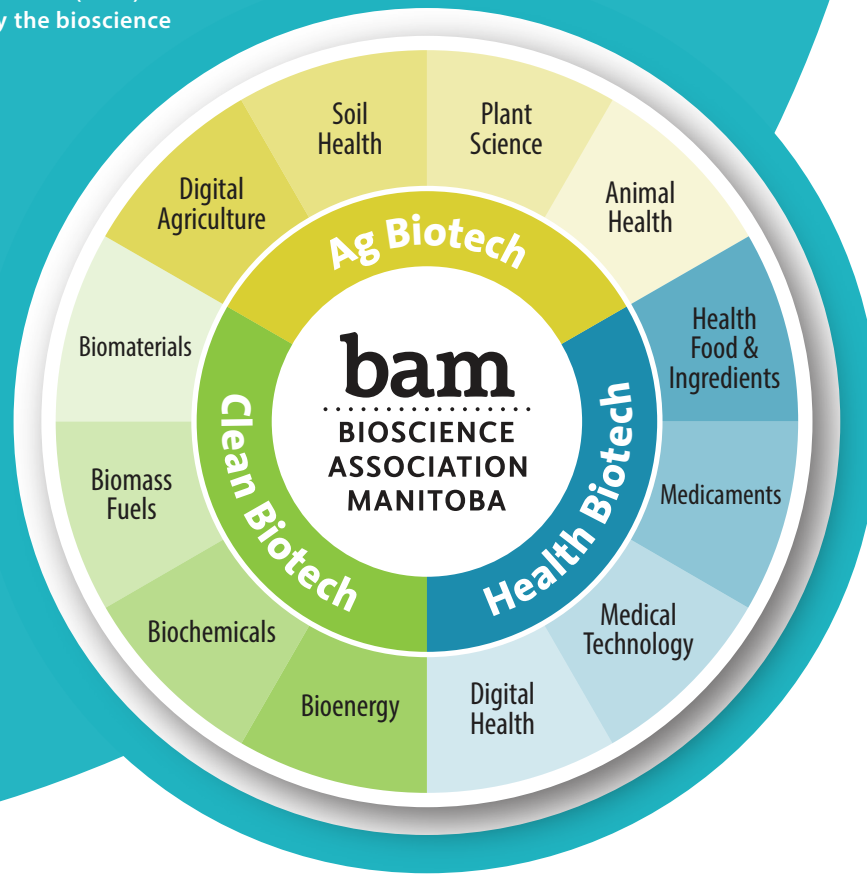 y the bioscience
Soil
Health
Plant
Science
Digital
Agriculture
Animal
Health
Ag Biotech
Biomaterials
Health
Food &
Ingredients
bam
BIOSCIENCE
ASSOCIATION
MANITOBA
Clean Biotech
Health Biotech
Biomass
Fuels
Medicaments
Biochemicals
Medical
Technology
Bioenergy
Digital
Health